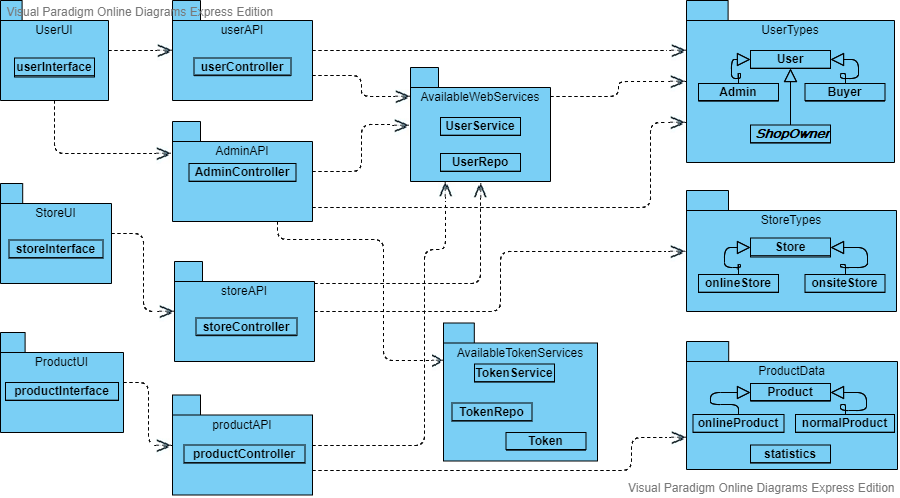 Visual Paradigm Online Diagrams Express Edition
UserUI
userInterface
userAPI
userController
UserTypes
User
Admin
Buyer
ShopOwner
AvailableWebServices
UserService
UserRepo
AdminAPI
AdminController
StoreUI
storeInterface
StoreTypes
Store
onlineStore
onsiteStore
storeAPI
storeController
ProductUI
productInterface
AvailableTokenServices
TokenService
TokenRepo
Token
ProductData
Product
onlineProduct
normalProduct
statistics
productAPI
productController
Visual Paradigm Online Diagrams Express Edition